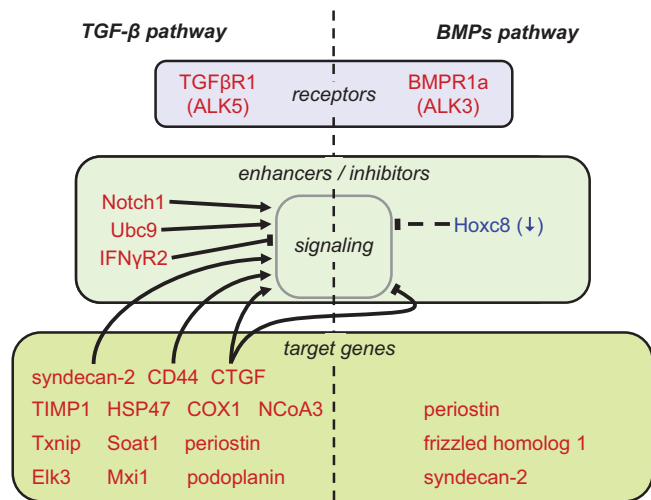 TGF-β pathway
BMPs pathway
TGFβR1
(ALK5)
receptors
BMPR1a
(ALK3)
enhancers / inhibitors
Notch1
Ubc9
IFNγR2
signaling
Hoxc8 (↓)
target genes
syndecan-2 CD44 CTGF
TIMP1 HSP47 COX1 NCoA3 periostin
Txnip Soat1 periostin frizzled homolog 1
Elk3 Mxi1 podoplanin syndecan-2